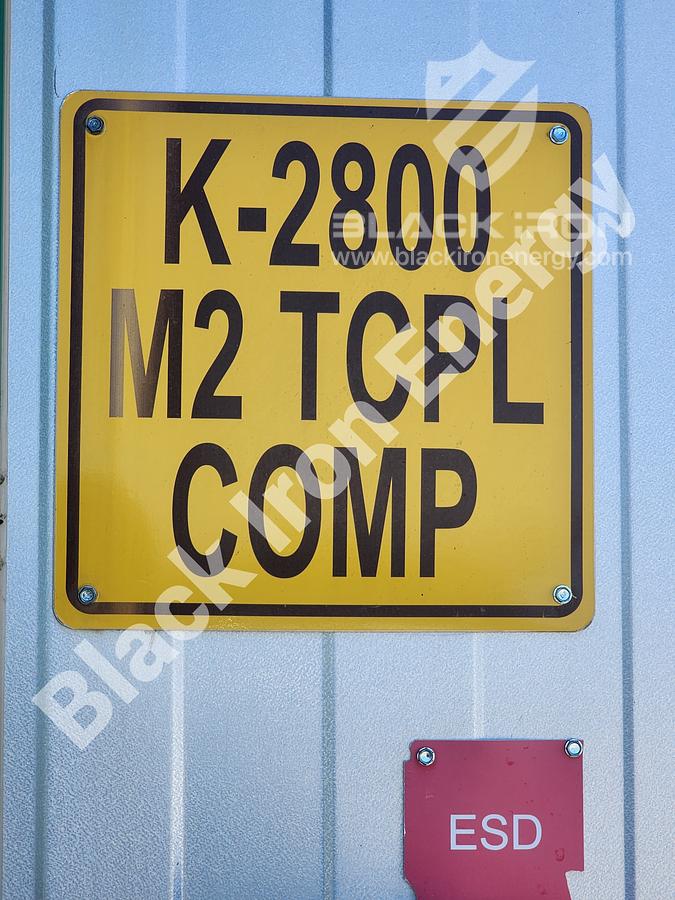 K-2800
M2 TCPL
COMP
BLACK IRON
www.blackironenergy.com
Black Iron Energy
ESD